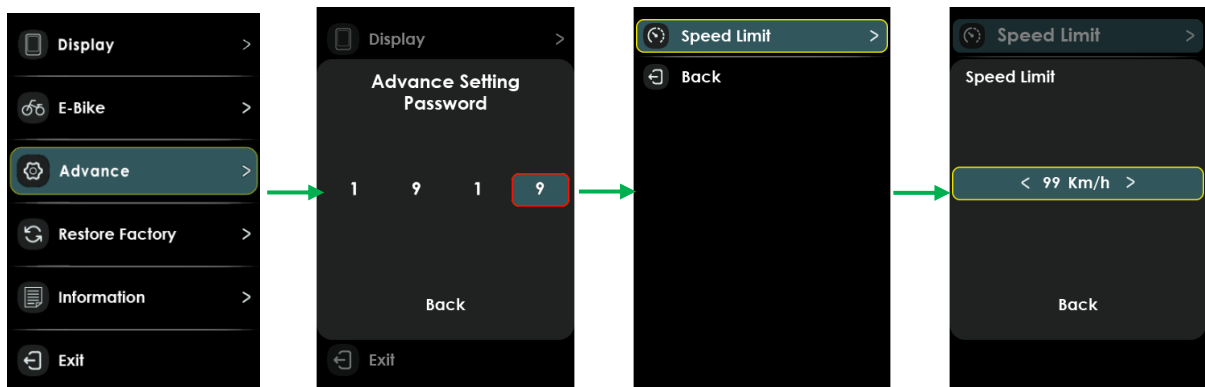 Display >
E-Bike >
Advance >
Restore Factory >
Information >
Exit
Display >
Advance Setting
Password
1 9 1 9
Back
Exit
Speed Limit >
Back
Speed Limit >
Speed Limit
< 99 Km/h >
Back